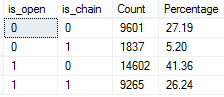 is_open is_chain Count Percentage
0 0 9601 27.19
0 1 1837 5.20
1 0 14602 41.36
1 1 9265 26.24